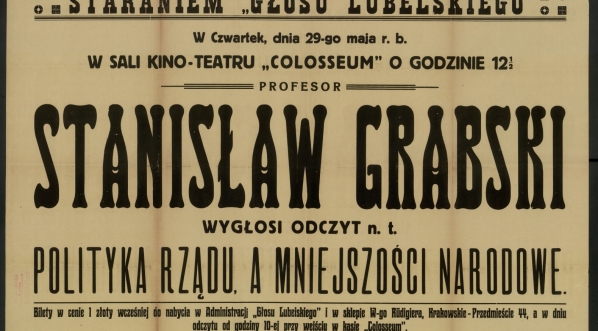 STARANIEM „GŁOSU LUBELSKIEGO"
W Czwartek, dnia 29-go maja r. b.
W SALI KINO-TEATRU „COLOSSEUM" O GODZINIE 12½
PROFESOR
STANISŁAW GRABSKI
WYGŁOSI ODCZYT n. t.
POLITYKA RZĄDU, A MNIEJSZOŚCI NARODOWE.
Bilety w cenie 1 złoty wcześniej do nabycia w Administracji „Głosu Lubelskiego" i w sklepie W-go Rüdigiera, Krakowskie-Przedmieście 44, a w dniu
odczytu od godziny 10-ej przy wejściu w kasie „Colosseum".